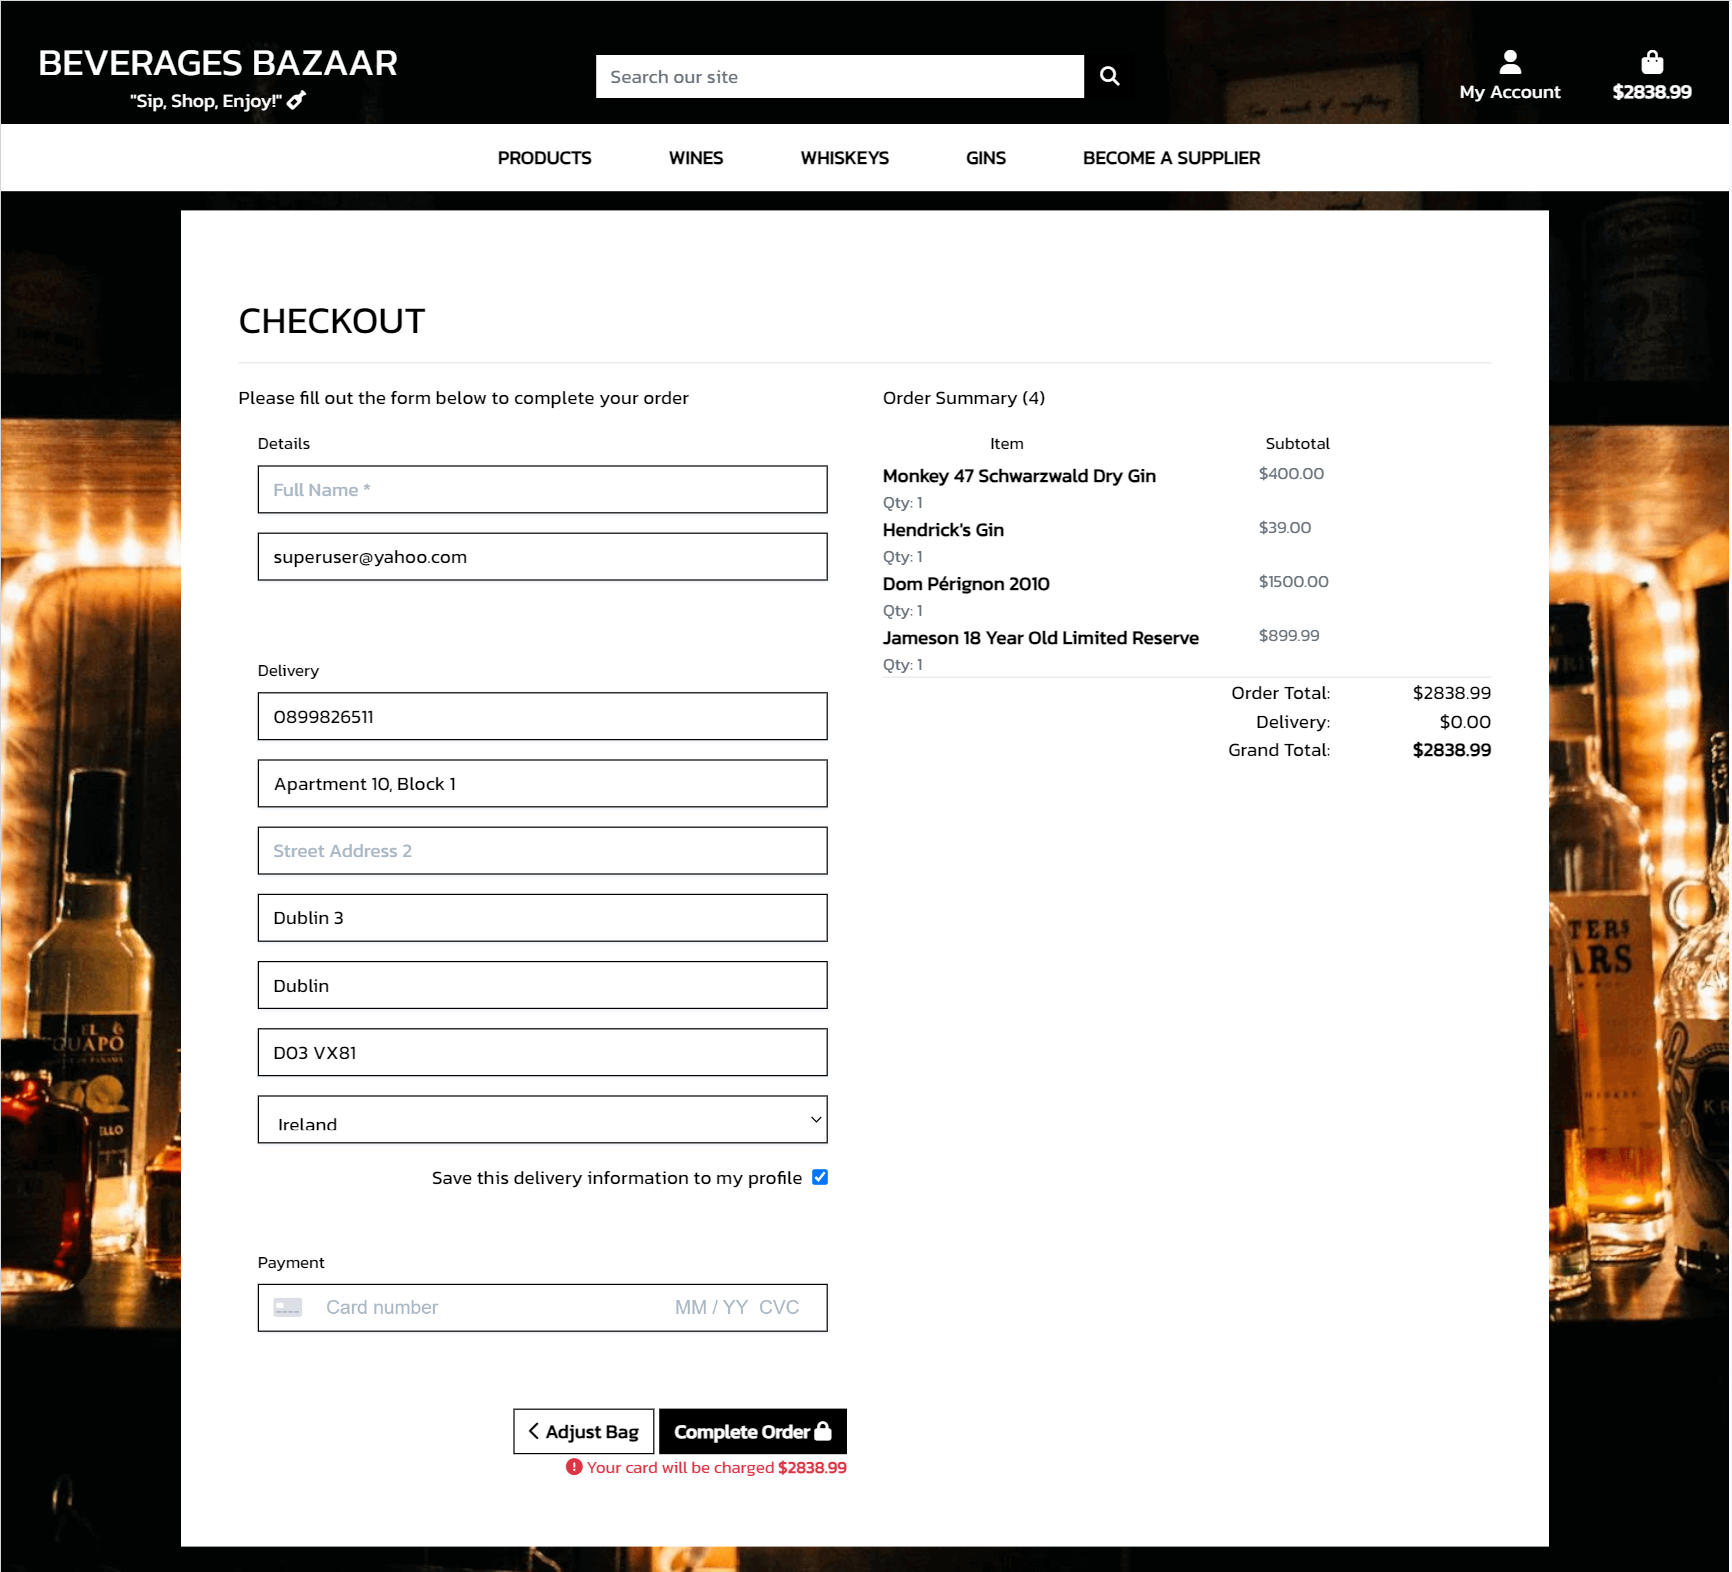 BEVERAGES BAZAAR
"Sip, Shop, Enjoy!"
Search our site
My Account
$2838.99
PRODUCTS WINES WHISKEYS GINS BECOME A SUPPLIER
CHECKOUT
Please fill out the form below to complete your order
Details
Full Name *
superuser@yahoo.com
Delivery
0899826511
Apartment 10, Block 1
Street Address 2
Dublin 3
Dublin
D03 VX81
Ireland
Save this delivery information to my profile
Payment
Card number MM / YY CVC
Adjust Bag Complete Order
Your card will be charged $2838.99
Order Summary (4)
Item Subtotal
Monkey 47 Schwarzwald Dry Gin $400.00
Qty: 1
Hendrick's Gin $39.00
Qty: 1
Dom Pérignon 2010 $1500.00
Qty: 1
Jameson 18 Year Old Limited Reserve $899.99
Qty: 1
Order Total: $2838.99
Delivery: $0.00
Grand Total: $2838.99